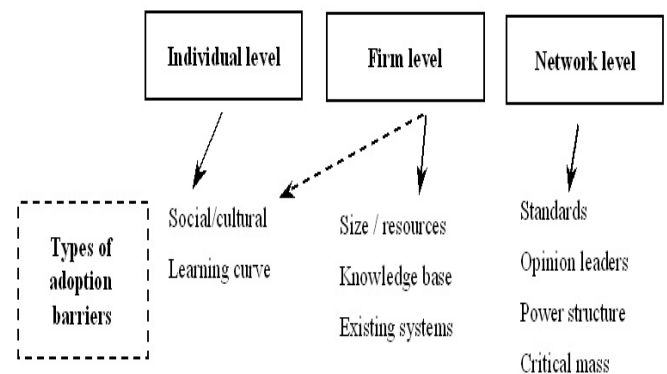 Individual level
Firm level
Network level
Types of
adoption
barriers
Social/cultural
Learning curve
Size / resources
Knowledge base
Existing systems
Standards
Opinion leaders
Power structure
Critical mass